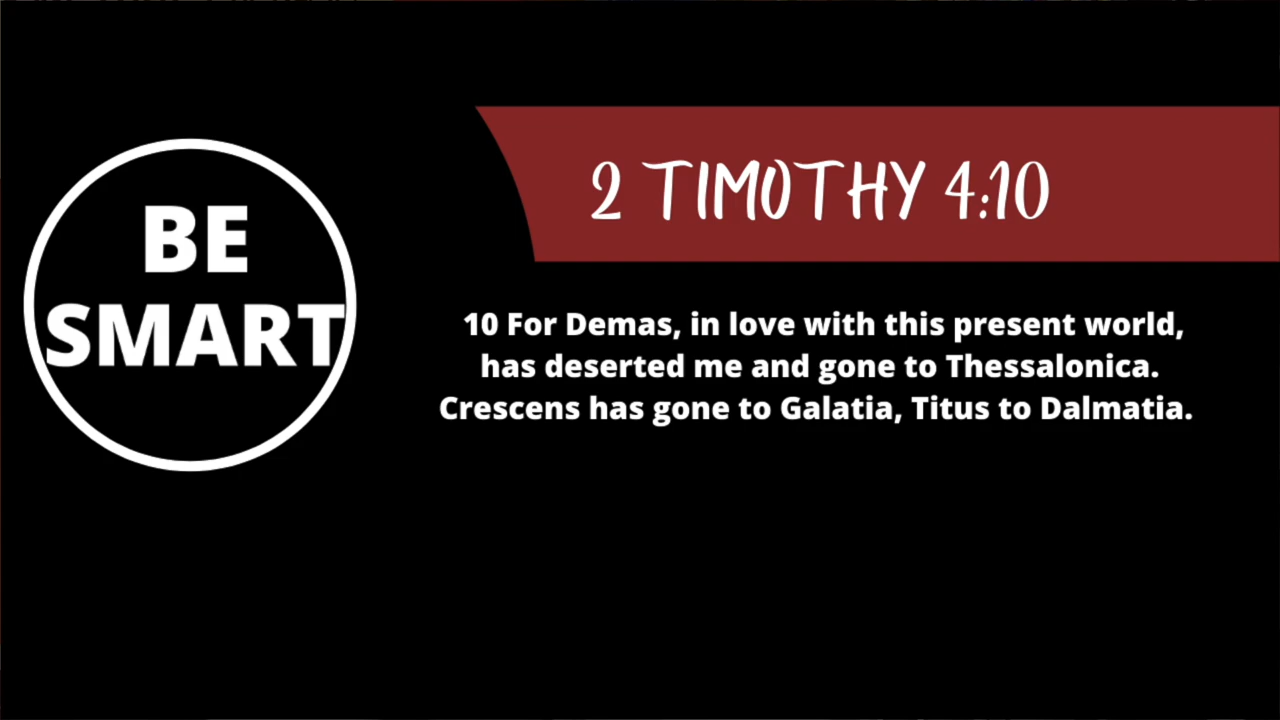 BE
SMART
2 TIMOTHY 4:10
10 For Demas, in love with this present world,
has deserted me and gone to Thessalonica.
Crescens has gone to Galatia, Titus to Dalmatia.